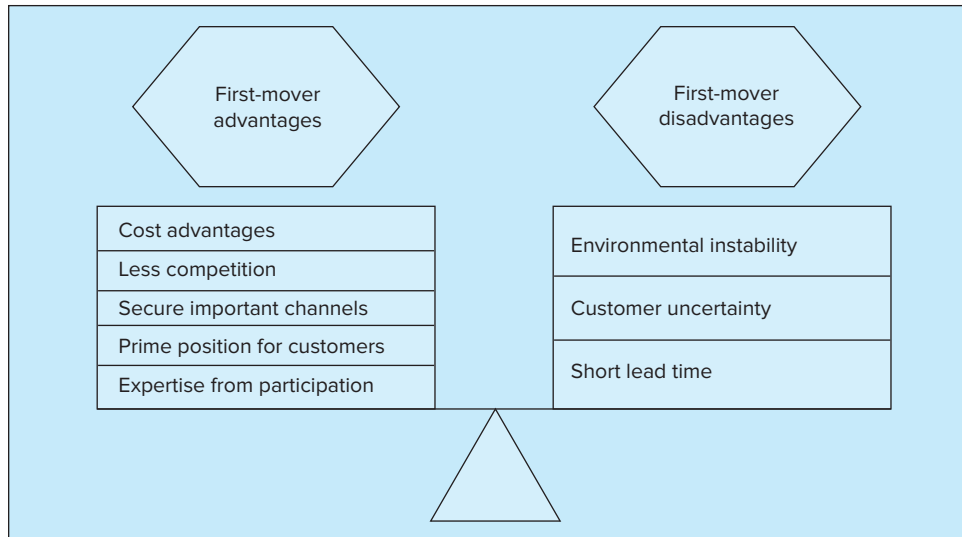 First-mover
advantages
First-mover
disadvantages
Cost advantages
Less competition
Secure important channels
Prime position for customers
Expertise from participation
Environmental instability
Customer uncertainty
Short lead time